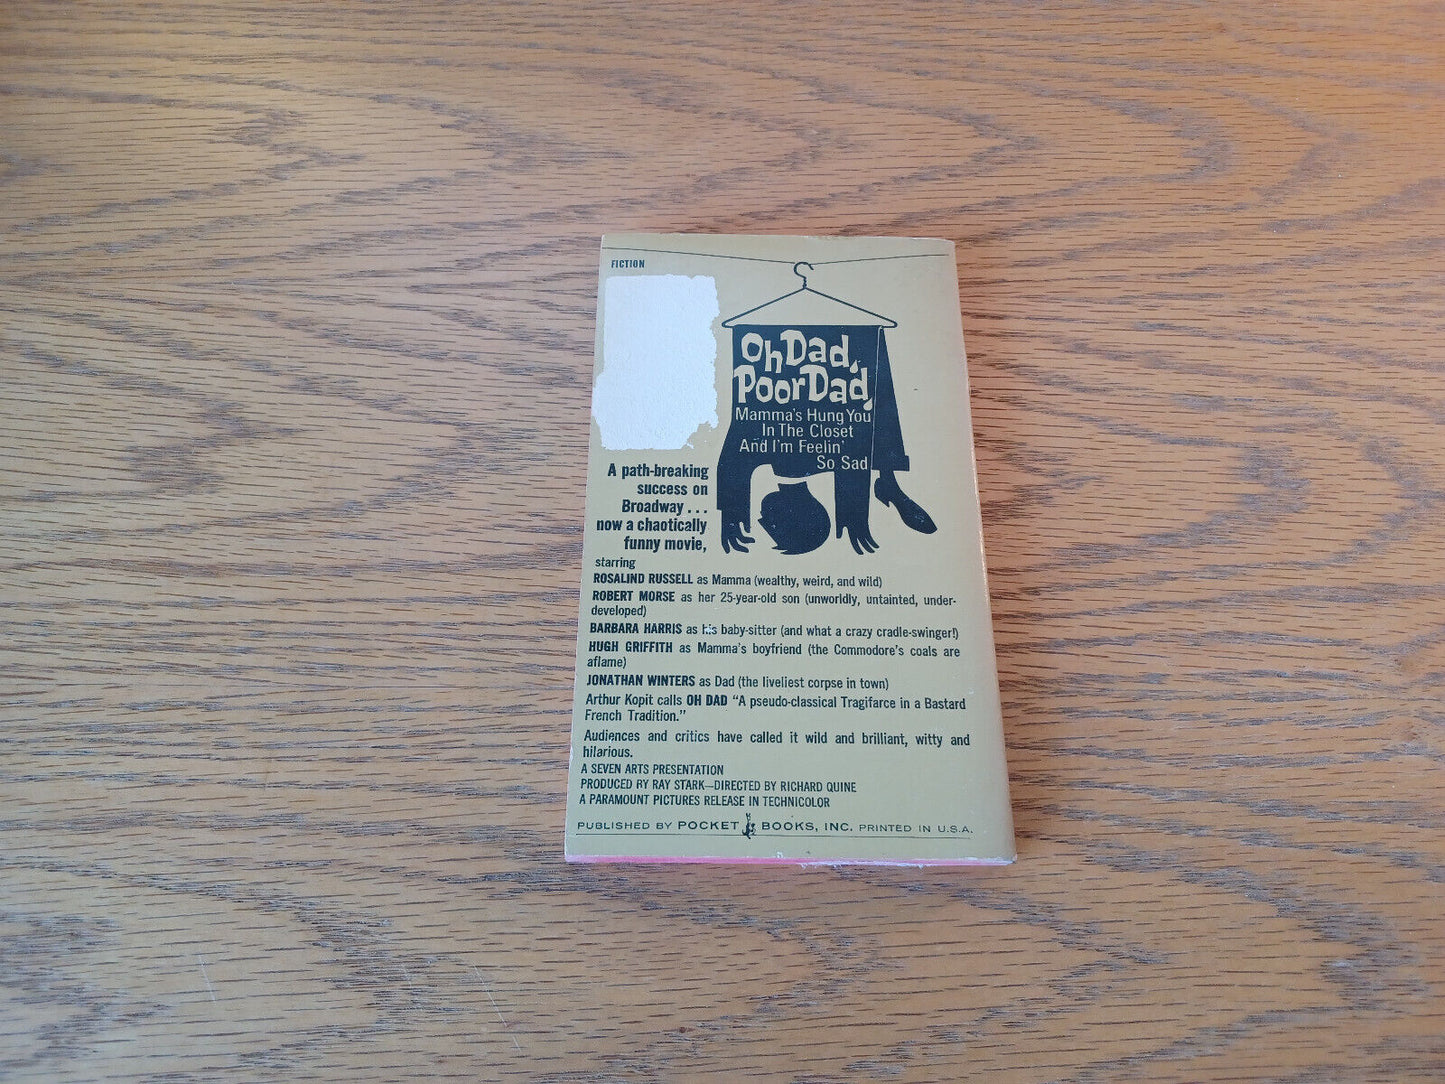 FICTION
Oh Dad,
Poor Dad,
Mamma's Hung You
In The Closet
And I'm Feelin'
So Sad
A path-breaking
success on
Broadway...
now a chaotically
funny movie,
starring
ROSALIND RUSSELL as Mamma (wealthy, weird, and wild)
ROBERT MORSE as her 25-year-old son (unworldly, untainted, under-
developed)
BARBARA HARRIS as his baby-sitter (and what a crazy cradle-swinger!)
HUGH GRIFFITH as Mamma's boyfriend (the Commodore's coals are
aflame)
JONATHAN WINTERS as Dad (the liveliest corpse in town)
Arthur Kopit calls OH DAD "A pseudo-classical Tragifarce in a Bastard
French Tradition."
Audiences and critics have called it wild and brilliant, witty and
hilarious.
A SEVEN ARTS PRESENTATION
PRODUCED BY RAY STARK—DIRECTED BY RICHARD QUINE
A PARAMOUNT PICTURES RELEASE IN TECHNICOLOR
PUBLISHED BY POCKET BOOKS, INC. PRINTED IN U.S.A.